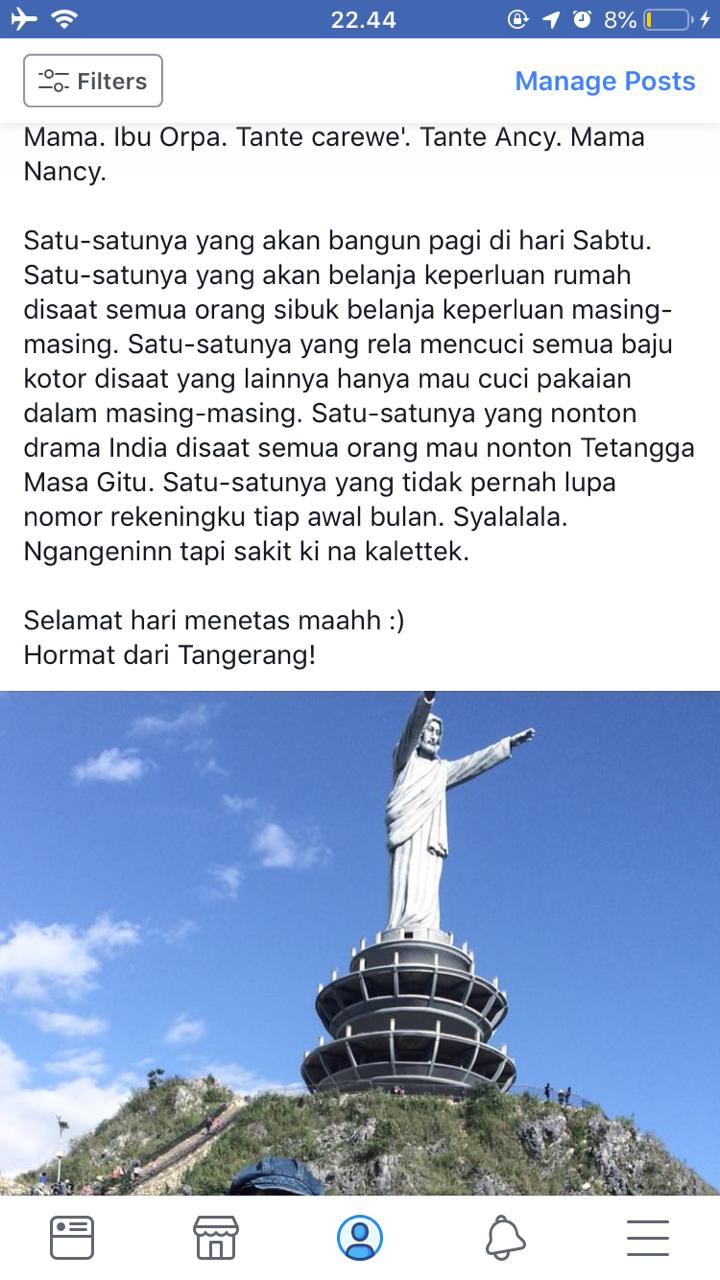 22.44
8%
Filters
Manage Posts
Mama. Ibu Orpa. Tante carewe'. Tante Ancy. Mama
Nancy.
Satu-satunya yang akan bangun pagi di hari Sabtu.
Satu-satunya yang akan belanja keperluan rumah
disaat semua orang sibuk belanja keperluan masing-
masing. Satu-satunya yang rela mencuci semua baju
kotor disaat yang lainnya hanya mau cuci pakaian
dalam masing-masing. Satu-satunya yang nonton
drama India disaat semua orang mau nonton Tetangga
Masa Gitu. Satu-satunya yang tidak pernah lupa
nomor rekeningku tiap awal bulan. Syalalala.
Ngangeninn tapi sakit ki na kalettek.
Selamat hari menetas maahh :)
Hormat dari Tangerang!